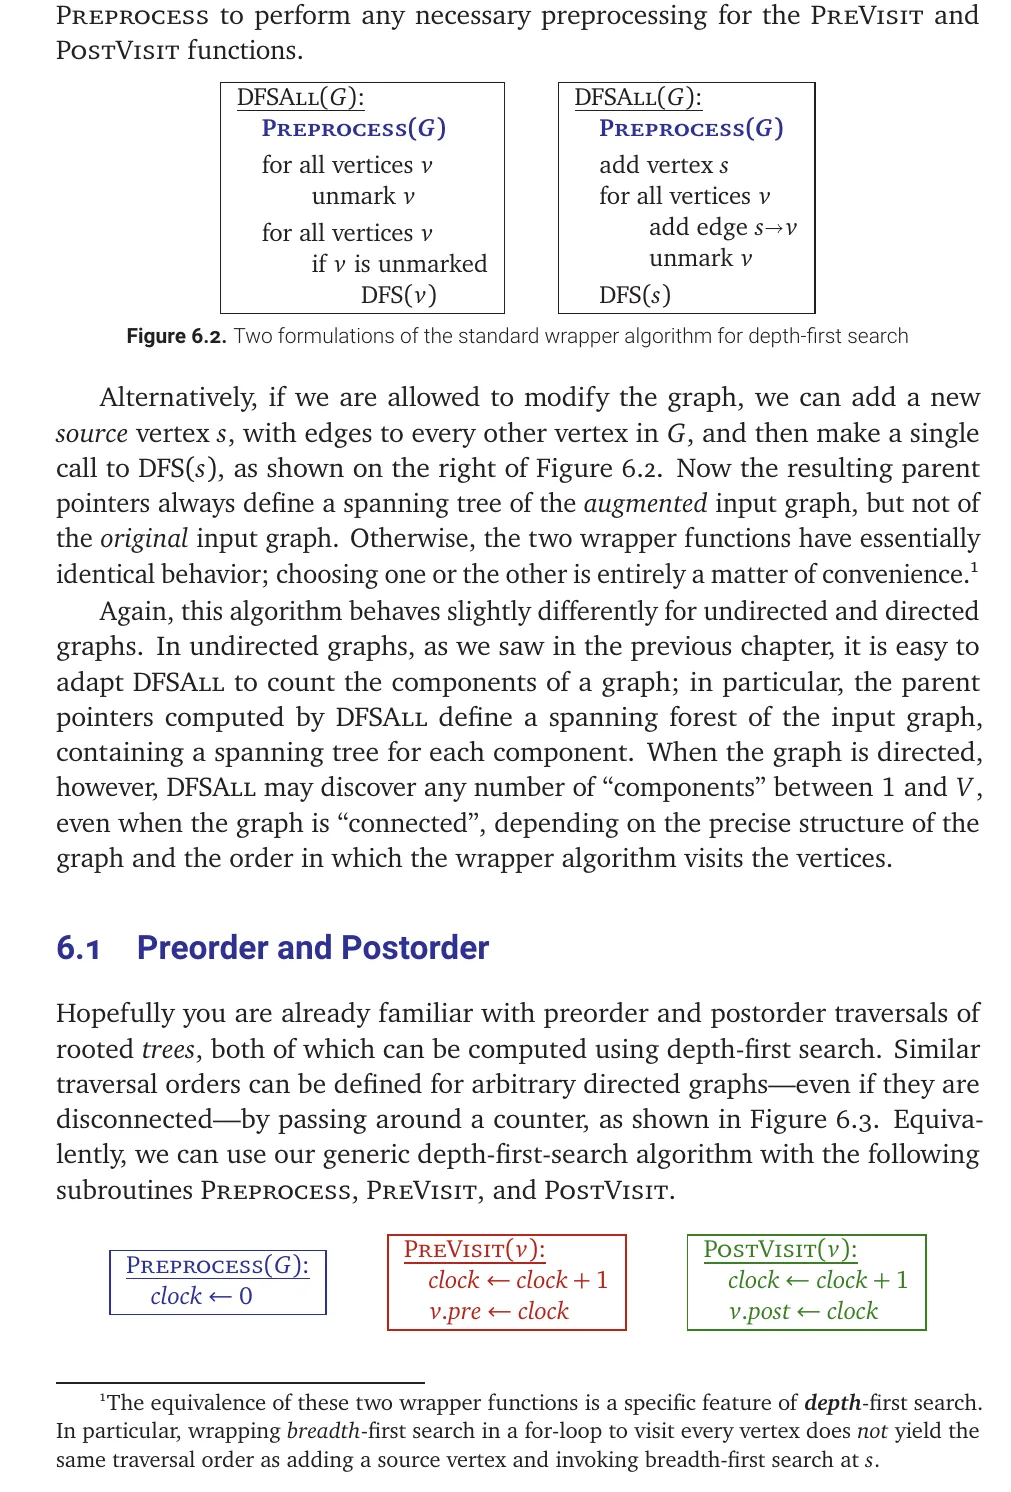 PREPROCESS to perform any necessary preprocessing for the PREVISIT and
POSTVISIT functions.
DFSALL(G):
PREPROCESS(G)
for all vertices v
unmark v
for all vertices v
if v is unmarked
DFS(v)
DFSALL(G):
PREPROCESS(G)
add vertex s
for all vertices v
add edge s→v
unmark v
DFS(s)
Figure 6.2. Two formulations of the standard wrapper algorithm for depth-first search
Alternatively, if we are allowed to modify the graph, we can add a new
source vertex s, with edges to every other vertex in G, and then make a single
call to DFS(s), as shown on the right of Figure 6.2. Now the resulting parent
pointers always define a spanning tree of the augmented input graph, but not of
the original input graph. Otherwise, the two wrapper functions have essentially
identical behavior; choosing one or the other is entirely a matter of convenience.¹
Again, this algorithm behaves slightly differently for undirected and directed
graphs. In undirected graphs, as we saw in the previous chapter, it is easy to
adapt DFSALL to count the components of a graph; in particular, the parent
pointers computed by DFSALL define a spanning forest of the input graph,
containing a spanning tree for each component. When the graph is directed,
however, DFSALL may discover any number of “components” between 1 and V,
even when the graph is “connected”, depending on the precise structure of the
graph and the order in which the wrapper algorithm visits the vertices.
6.1 Preorder and Postorder
Hopefully you are already familiar with preorder and postorder traversals of
rooted trees, both of which can be computed using depth-first search. Similar
traversal orders can be defined for arbitrary directed graphs—even if they are
disconnected—by passing around a counter, as shown in Figure 6.3. Equiva-
lently, we can use our generic depth-first-search algorithm with the following
subroutines PREPROCESS, PREVISIT, and POSTVISIT.
PREPROCESS(G):
clock ← 0
PREVISIT(v):
clock ← clock + 1
v.pre ← clock
POSTVISIT(v):
clock ← clock + 1
v.post ← clock
¹The equivalence of these two wrapper functions is a specific feature of depth-first search.
In particular, wrapping breadth-first search in a for-loop to visit every vertex does not yield the
same traversal order as adding a source vertex and invoking breadth-first search at s.